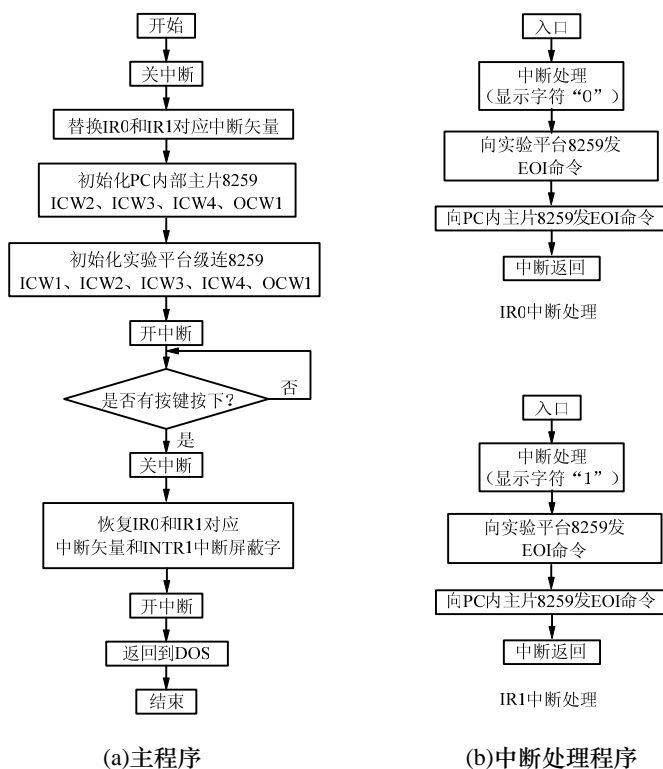 开始
关中断
替换IR0和IR1对应中断矢量
初始化PC内部主片8259
ICW2、ICW3、ICW4、OCW1
初始化实验平台级连8259
ICW1、ICW2、ICW3、ICW4、OCW1
开中断
是否有按键按下？
否
是
关中断
恢复IR0和IR1对应
中断矢量和INTR1中断屏蔽字
开中断
返回到DOS
结束
(a)主程序
入口
中断处理
（显示字符“0”）
向实验平台8259发
EOI命令
向PC内主片8259发EOI命令
中断返回
IR0中断处理
入口
中断处理
（显示字符“1”）
向实验平台8259发
EOI命令
向PC内主片8259发EOI命令
中断返回
IR1中断处理
(b)中断处理程序